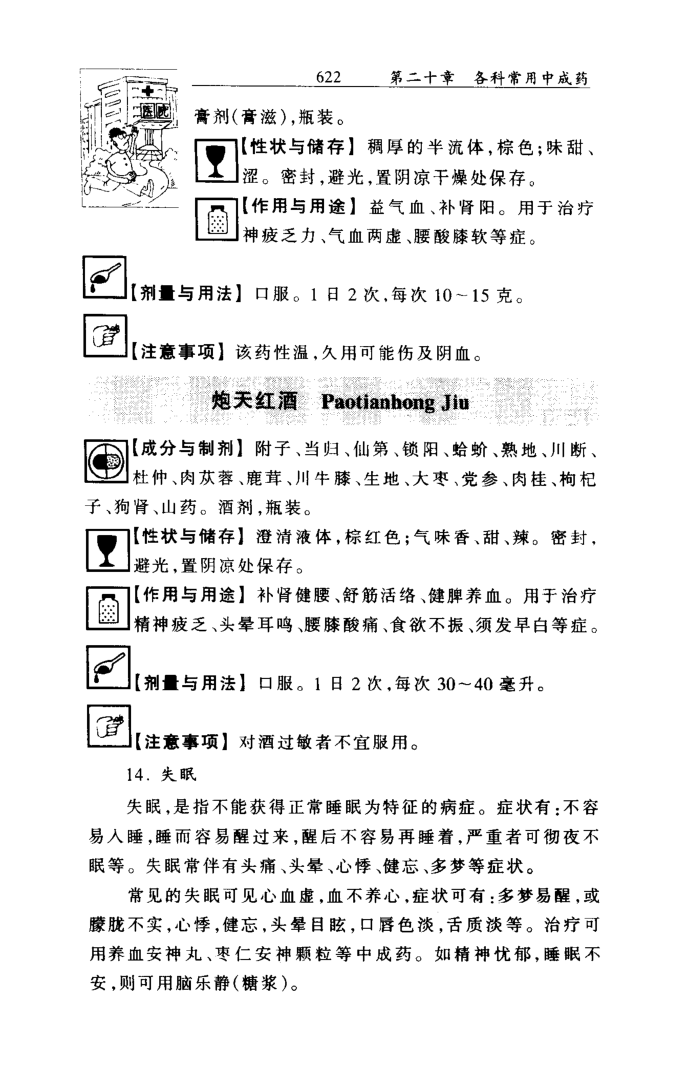 622 第二十章 各科常用中成药
医院
膏剂(膏滋),瓶装。
【性状与储存】稠厚的半流体,棕色;味甜、
涩。密封,避光,置阴凉干燥处保存。
【作用与用途】益气血、补肾阳。用于治疗
神疲乏力、气血两虚、腰酸膝软等症。
【剂量与用法】口服。1日2次,每次10~15克。
【注意事项】该药性温,久用可能伤及阴血。
炮天红酒 Paotianhong Jiu
【成分与制剂】附子、当归、仙第、锁阳、蛤蚧、熟地、川断、
杜仲、肉苁蓉、鹿茸、川牛膝、生地、大枣、党参、肉桂、枸杞
子、狗肾、山药。酒剂,瓶装。
【性状与储存】澄清液体,棕红色;气味香、甜、辣。密封,
避光,置阴凉处保存。
【作用与用途】补肾健腰、舒筋活络、健脾养血。用于治疗
精神疲乏、头晕耳鸣、腰膝酸痛、食欲不振、须发早白等症。
【剂量与用法】口服。1日2次,每次30~40毫升。
【注意事项】对酒过敏者不宜服用。
14. 失眠
失眠,是指不能获得正常睡眠为特征的病症。症状有:不容
易入睡,睡而容易醒过来,醒后不容易再睡着,严重者可彻夜不
眠等。失眠常伴有头痛、头晕、心悸、健忘、多梦等症状。
常见的失眠可见心血虚,血不养心,症状可有:多梦易醒,或
朦胧不实,心悸,健忘,头晕目眩,口唇色淡,舌质淡等。治疗可
用养血安神丸、枣仁安神颗粒等中成药。如精神忧郁,睡眠不
安,则可用脑乐静(糖浆)。